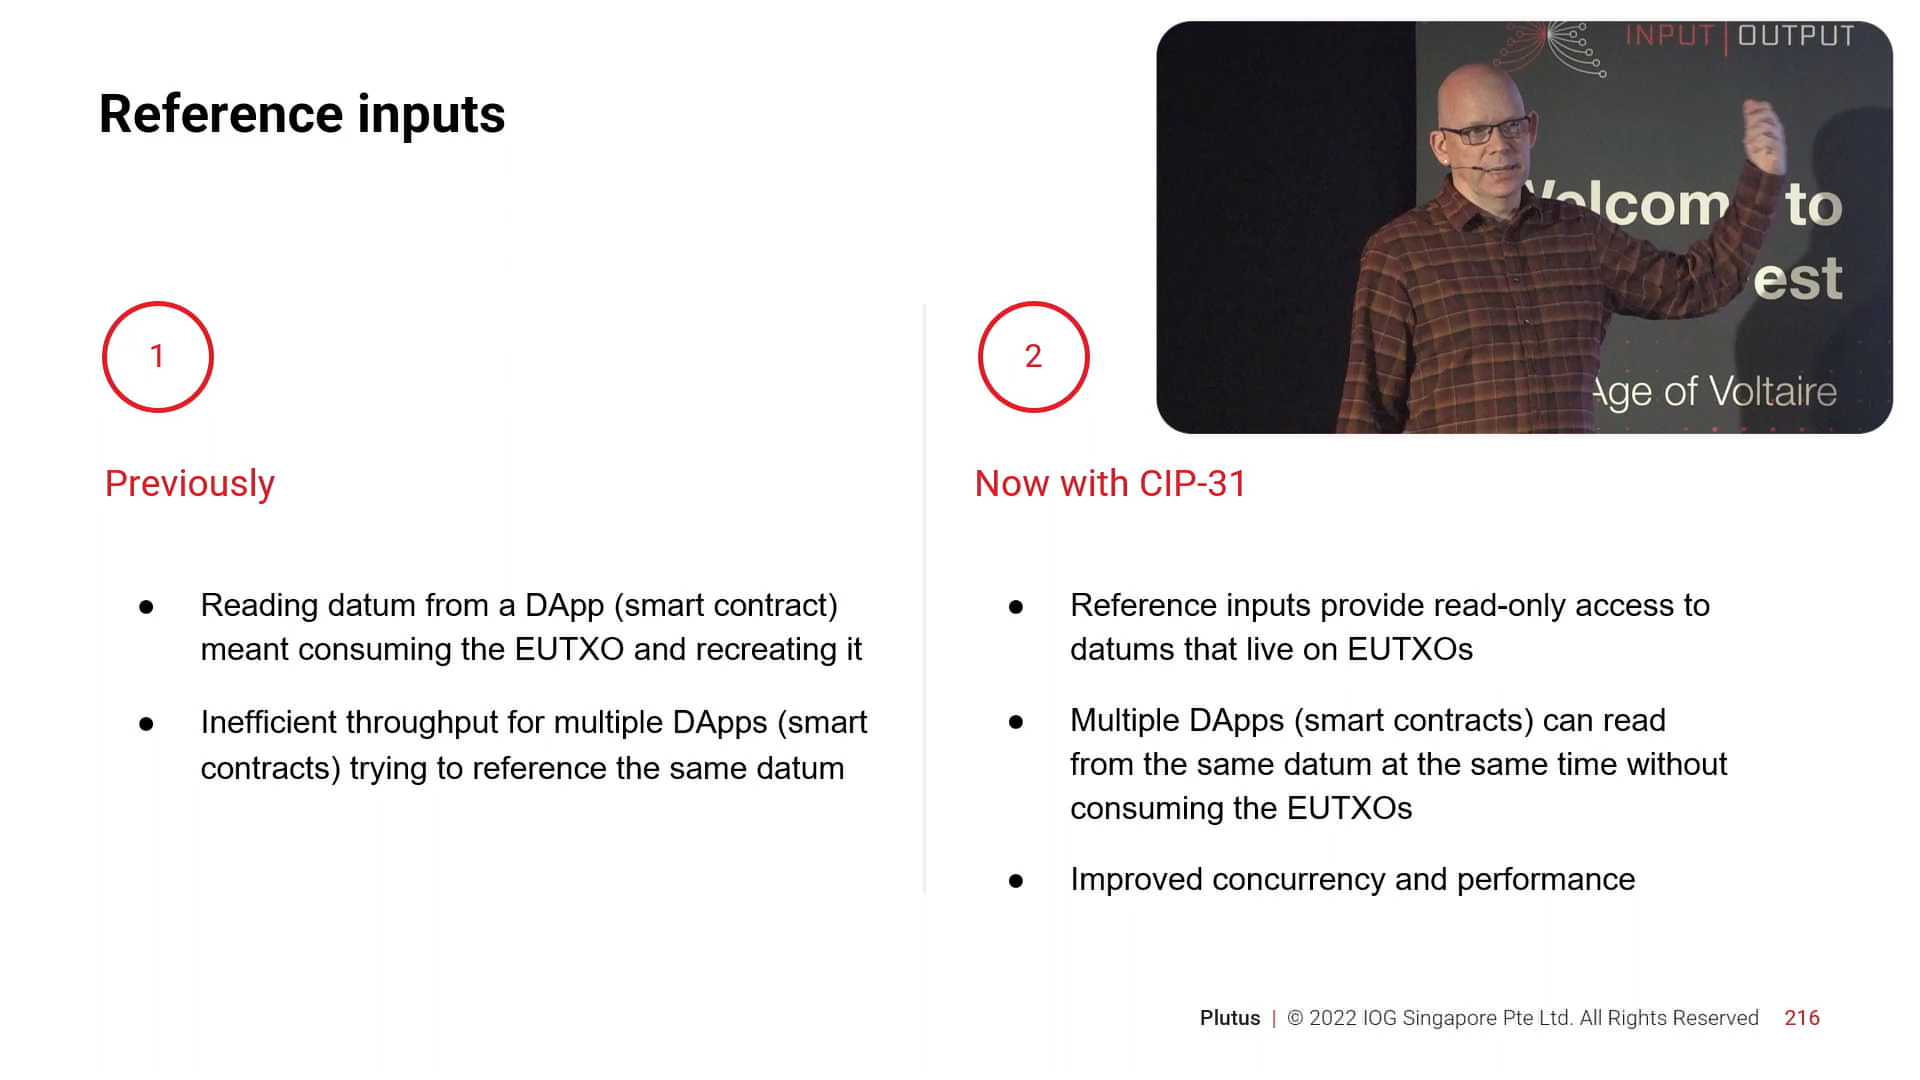 Reference inputs
INPUT | OUTPUT
to
est
Age of Voltaire
1
Previously
● Reading datum from a DApp (smart contract)
meant consuming the EUTXO and recreating it
● Inefficient throughput for multiple DApps (smart
contracts) trying to reference the same datum
2
Now with CIP-31
● Reference inputs provide read-only access to
datums that live on EUTXOs
● Multiple DApps (smart contracts) can read
from the same datum at the same time without
consuming the EUTXOs
● Improved concurrency and performance
Plutus | © 2022 IOG Singapore Pte Ltd. All Rights Reserved 216